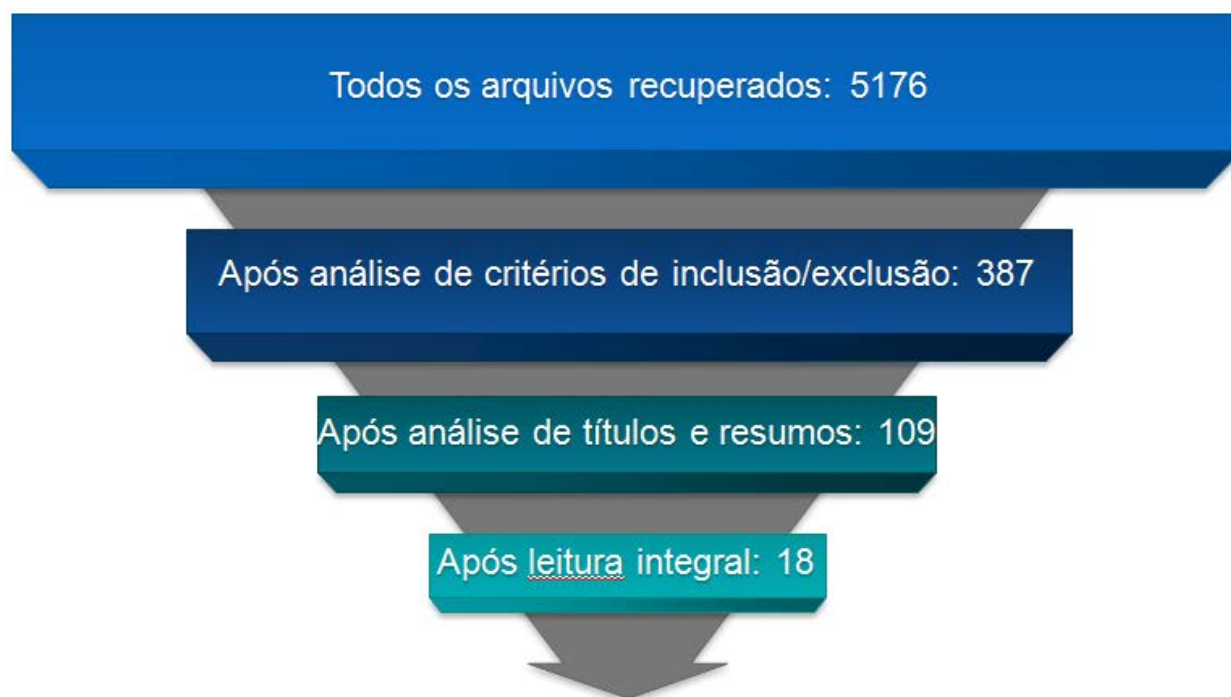 Todos os arquivos recuperados: 5176
Após análise de critérios de inclusão/exclusão: 387
Após análise de títulos e resumos: 109
Após leitura integral: 18